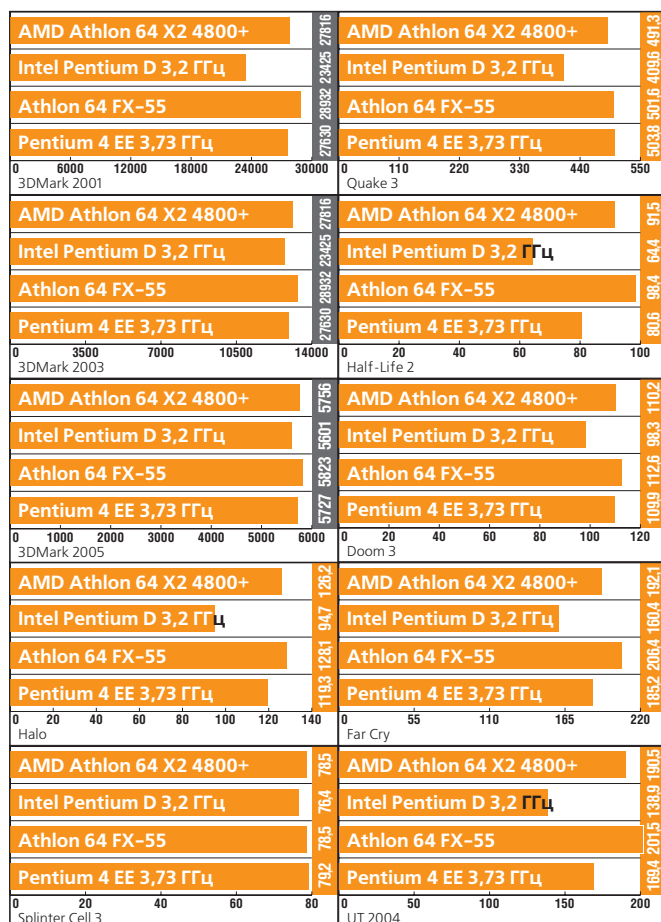 AMD Athlon 64 X2 4800+ 27816
Intel Pentium D 3,2 ГГц 23425
Athlon 64 FX-55 28932
Pentium 4 EE 3,73 ГГц 27630
0 6000 12000 18000 24000 30000
3DMark 2001
AMD Athlon 64 X2 4800+ 491,3
Intel Pentium D 3,2 ГГц 409,6
Athlon 64 FX-55 501,6
Pentium 4 EE 3,73 ГГц 503,8
0 110 220 330 440 550
Quake 3
AMD Athlon 64 X2 4800+ 27816
Intel Pentium D 3,2 ГГц 23425
Athlon 64 FX-55 28932
Pentium 4 EE 3,73 ГГц 27630
0 3500 7000 10500 14000
3DMark 2003
AMD Athlon 64 X2 4800+ 91,5
Intel Pentium D 3,2 ГГц 64,4
Athlon 64 FX-55 98,4
Pentium 4 EE 3,73 ГГц 80,6
0 20 40 60 80 100
Half-Life 2
AMD Athlon 64 X2 4800+ 5756
Intel Pentium D 3,2 ГГц 5601
Athlon 64 FX-55 5823
Pentium 4 EE 3,73 ГГц 5727
0 1000 2000 3000 4000 5000 6000
3DMark 2005
AMD Athlon 64 X2 4800+ 110,2
Intel Pentium D 3,2 ГГц 98,3
Athlon 64 FX-55 112,6
Pentium 4 EE 3,73 ГГц 109,9
0 20 40 60 80 100 120
Doom 3
AMD Athlon 64 X2 4800+ 126,2
Intel Pentium D 3,2 ГГц 94,7
Athlon 64 FX-55 128,1
Pentium 4 EE 3,73 ГГц 119,3
0 20 40 60 80 100 120 140
Halo
AMD Athlon 64 X2 4800+ 192,1
Intel Pentium D 3,2 ГГц 160,4
Athlon 64 FX-55 206,4
Pentium 4 EE 3,73 ГГц 185,2
0 55 110 165 220
Far Cry
AMD Athlon 64 X2 4800+ 78,5
Intel Pentium D 3,2 ГГц 76,4
Athlon 64 FX-55 78,5
Pentium 4 EE 3,73 ГГц 79,2
0 20 40 60 80
Splinter Cell 3
AMD Athlon 64 X2 4800+ 190,5
Intel Pentium D 3,2 ГГц 138,9
Athlon 64 FX-55 201,5
Pentium 4 EE 3,73 ГГц 169,4
0 50 100 150 200
UT 2004